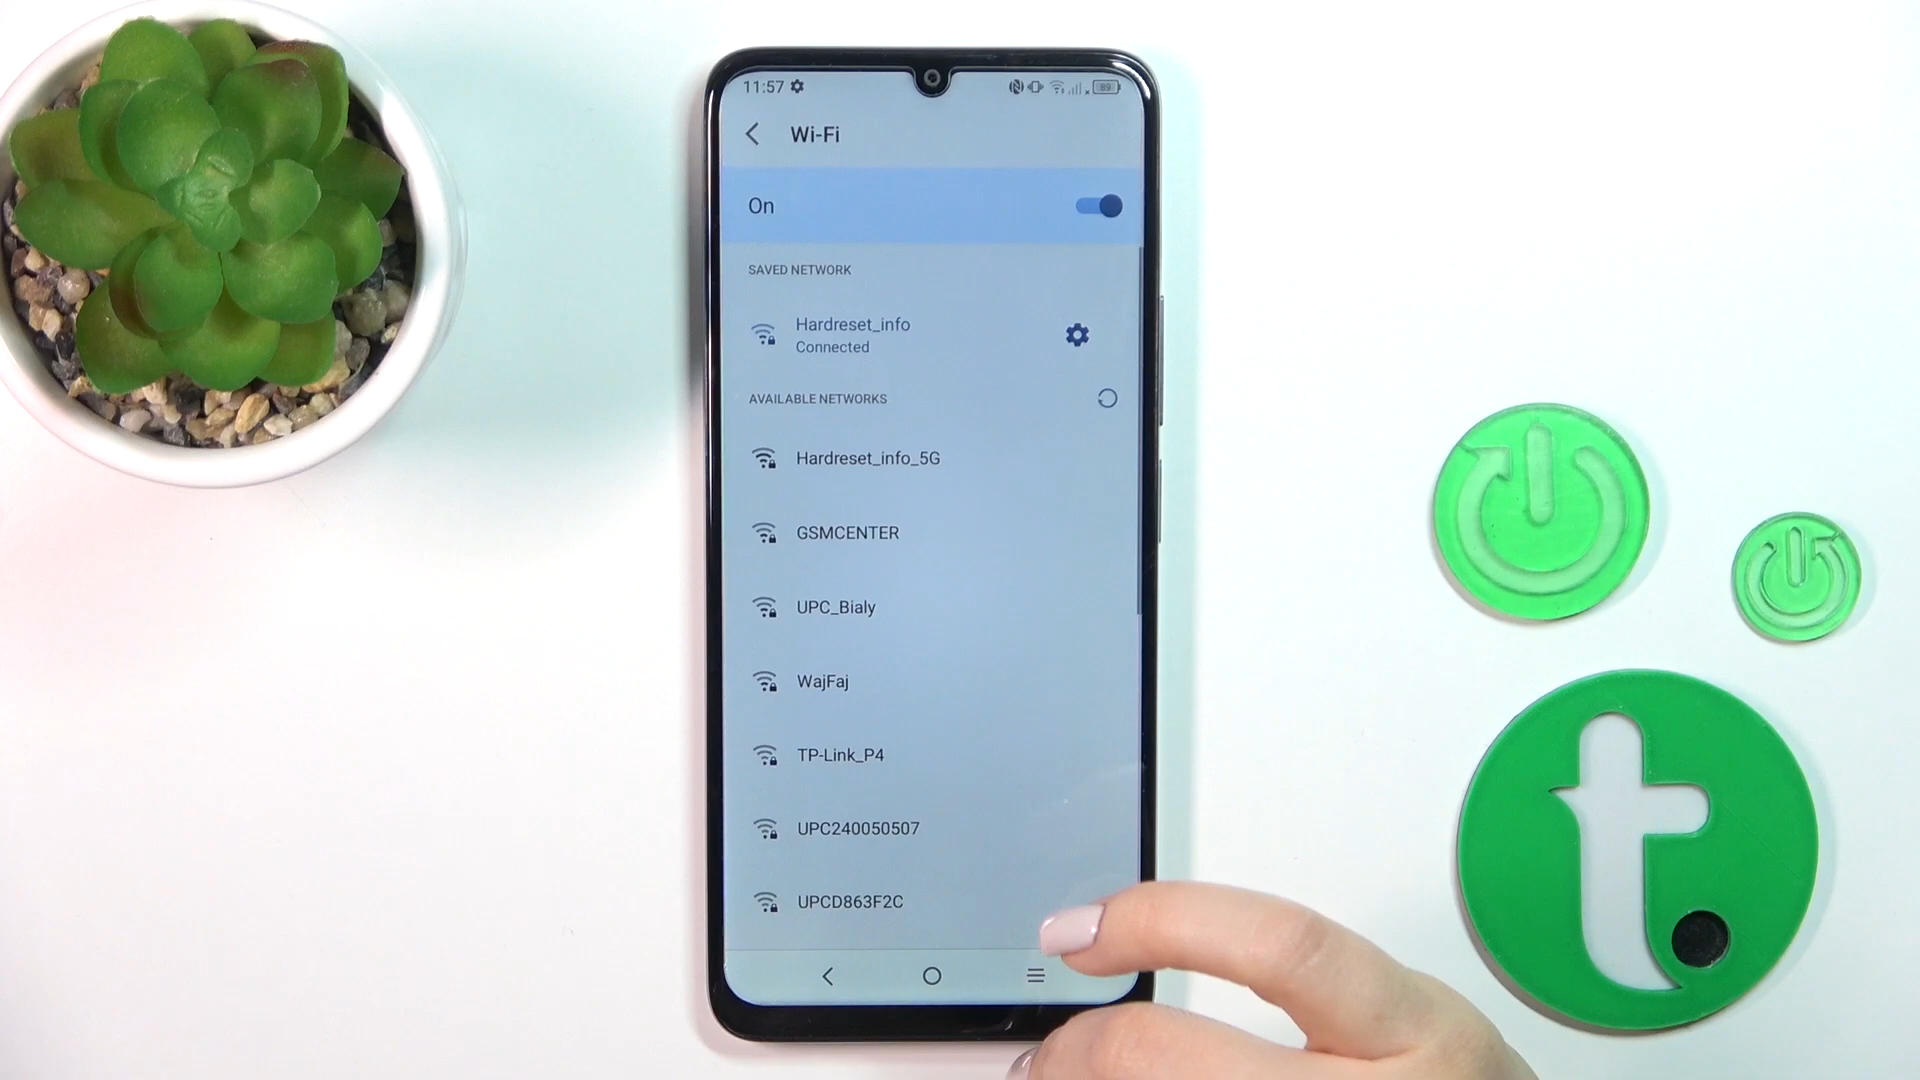 11:57
89
Wi-Fi
On
SAVED NETWORK
Hardreset_info
Connected
AVAILABLE NETWORKS
Hardreset_info_5G
GSMCENTER
UPC_Bialy
WajFaj
TP-Link_P4
UPC240050507
UPCD863F2C
t